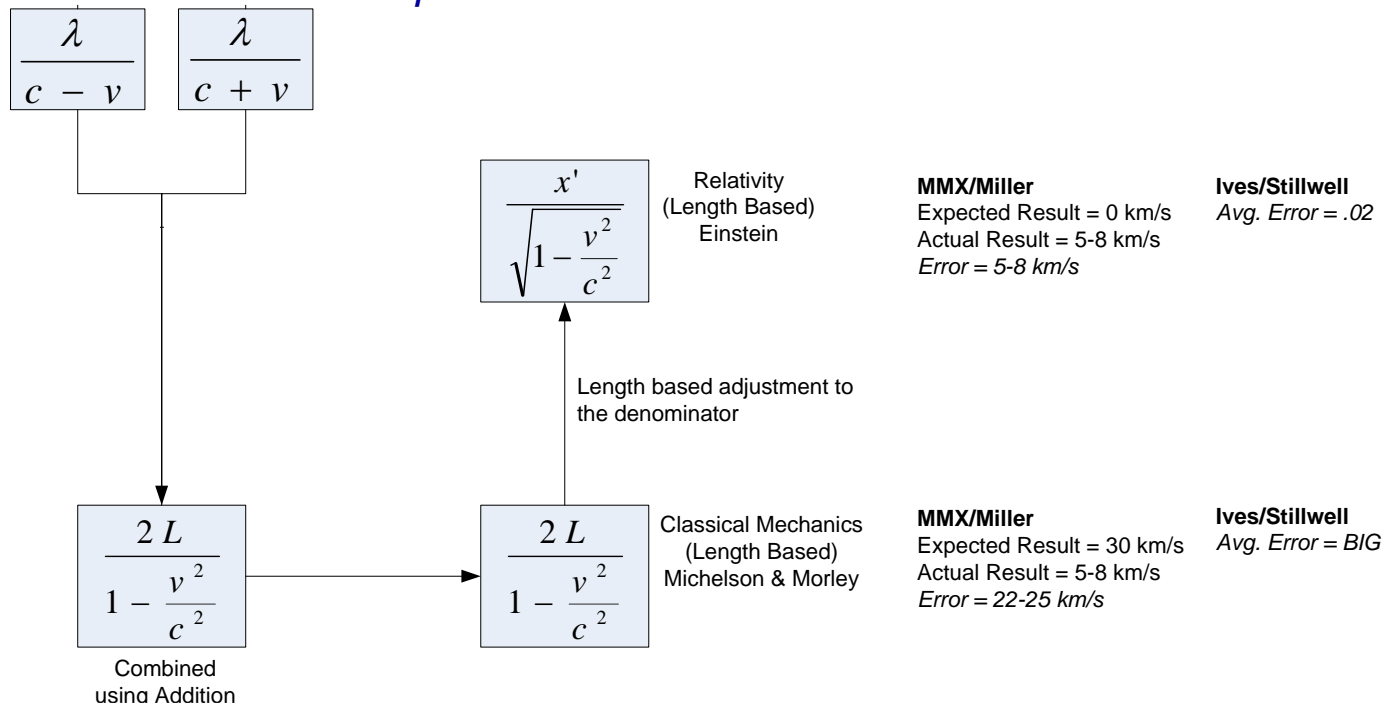 λ / (c − v)
λ / (c + v)
x' / √(1 − v² / c²)
Relativity
(Length Based)
Einstein
MMX/Miller
Expected Result = 0 km/s
Actual Result = 5-8 km/s
Error = 5-8 km/s
Ives/Stillwell
Avg. Error = .02
Length based adjustment to
the denominator
2 L / (1 − v² / c²)
Combined
using Addition
2 L / (1 − v² / c²)
Classical Mechanics
(Length Based)
Michelson & Morley
MMX/Miller
Expected Result = 30 km/s
Actual Result = 5-8 km/s
Error = 22-25 km/s
Ives/Stillwell
Avg. Error = BIG